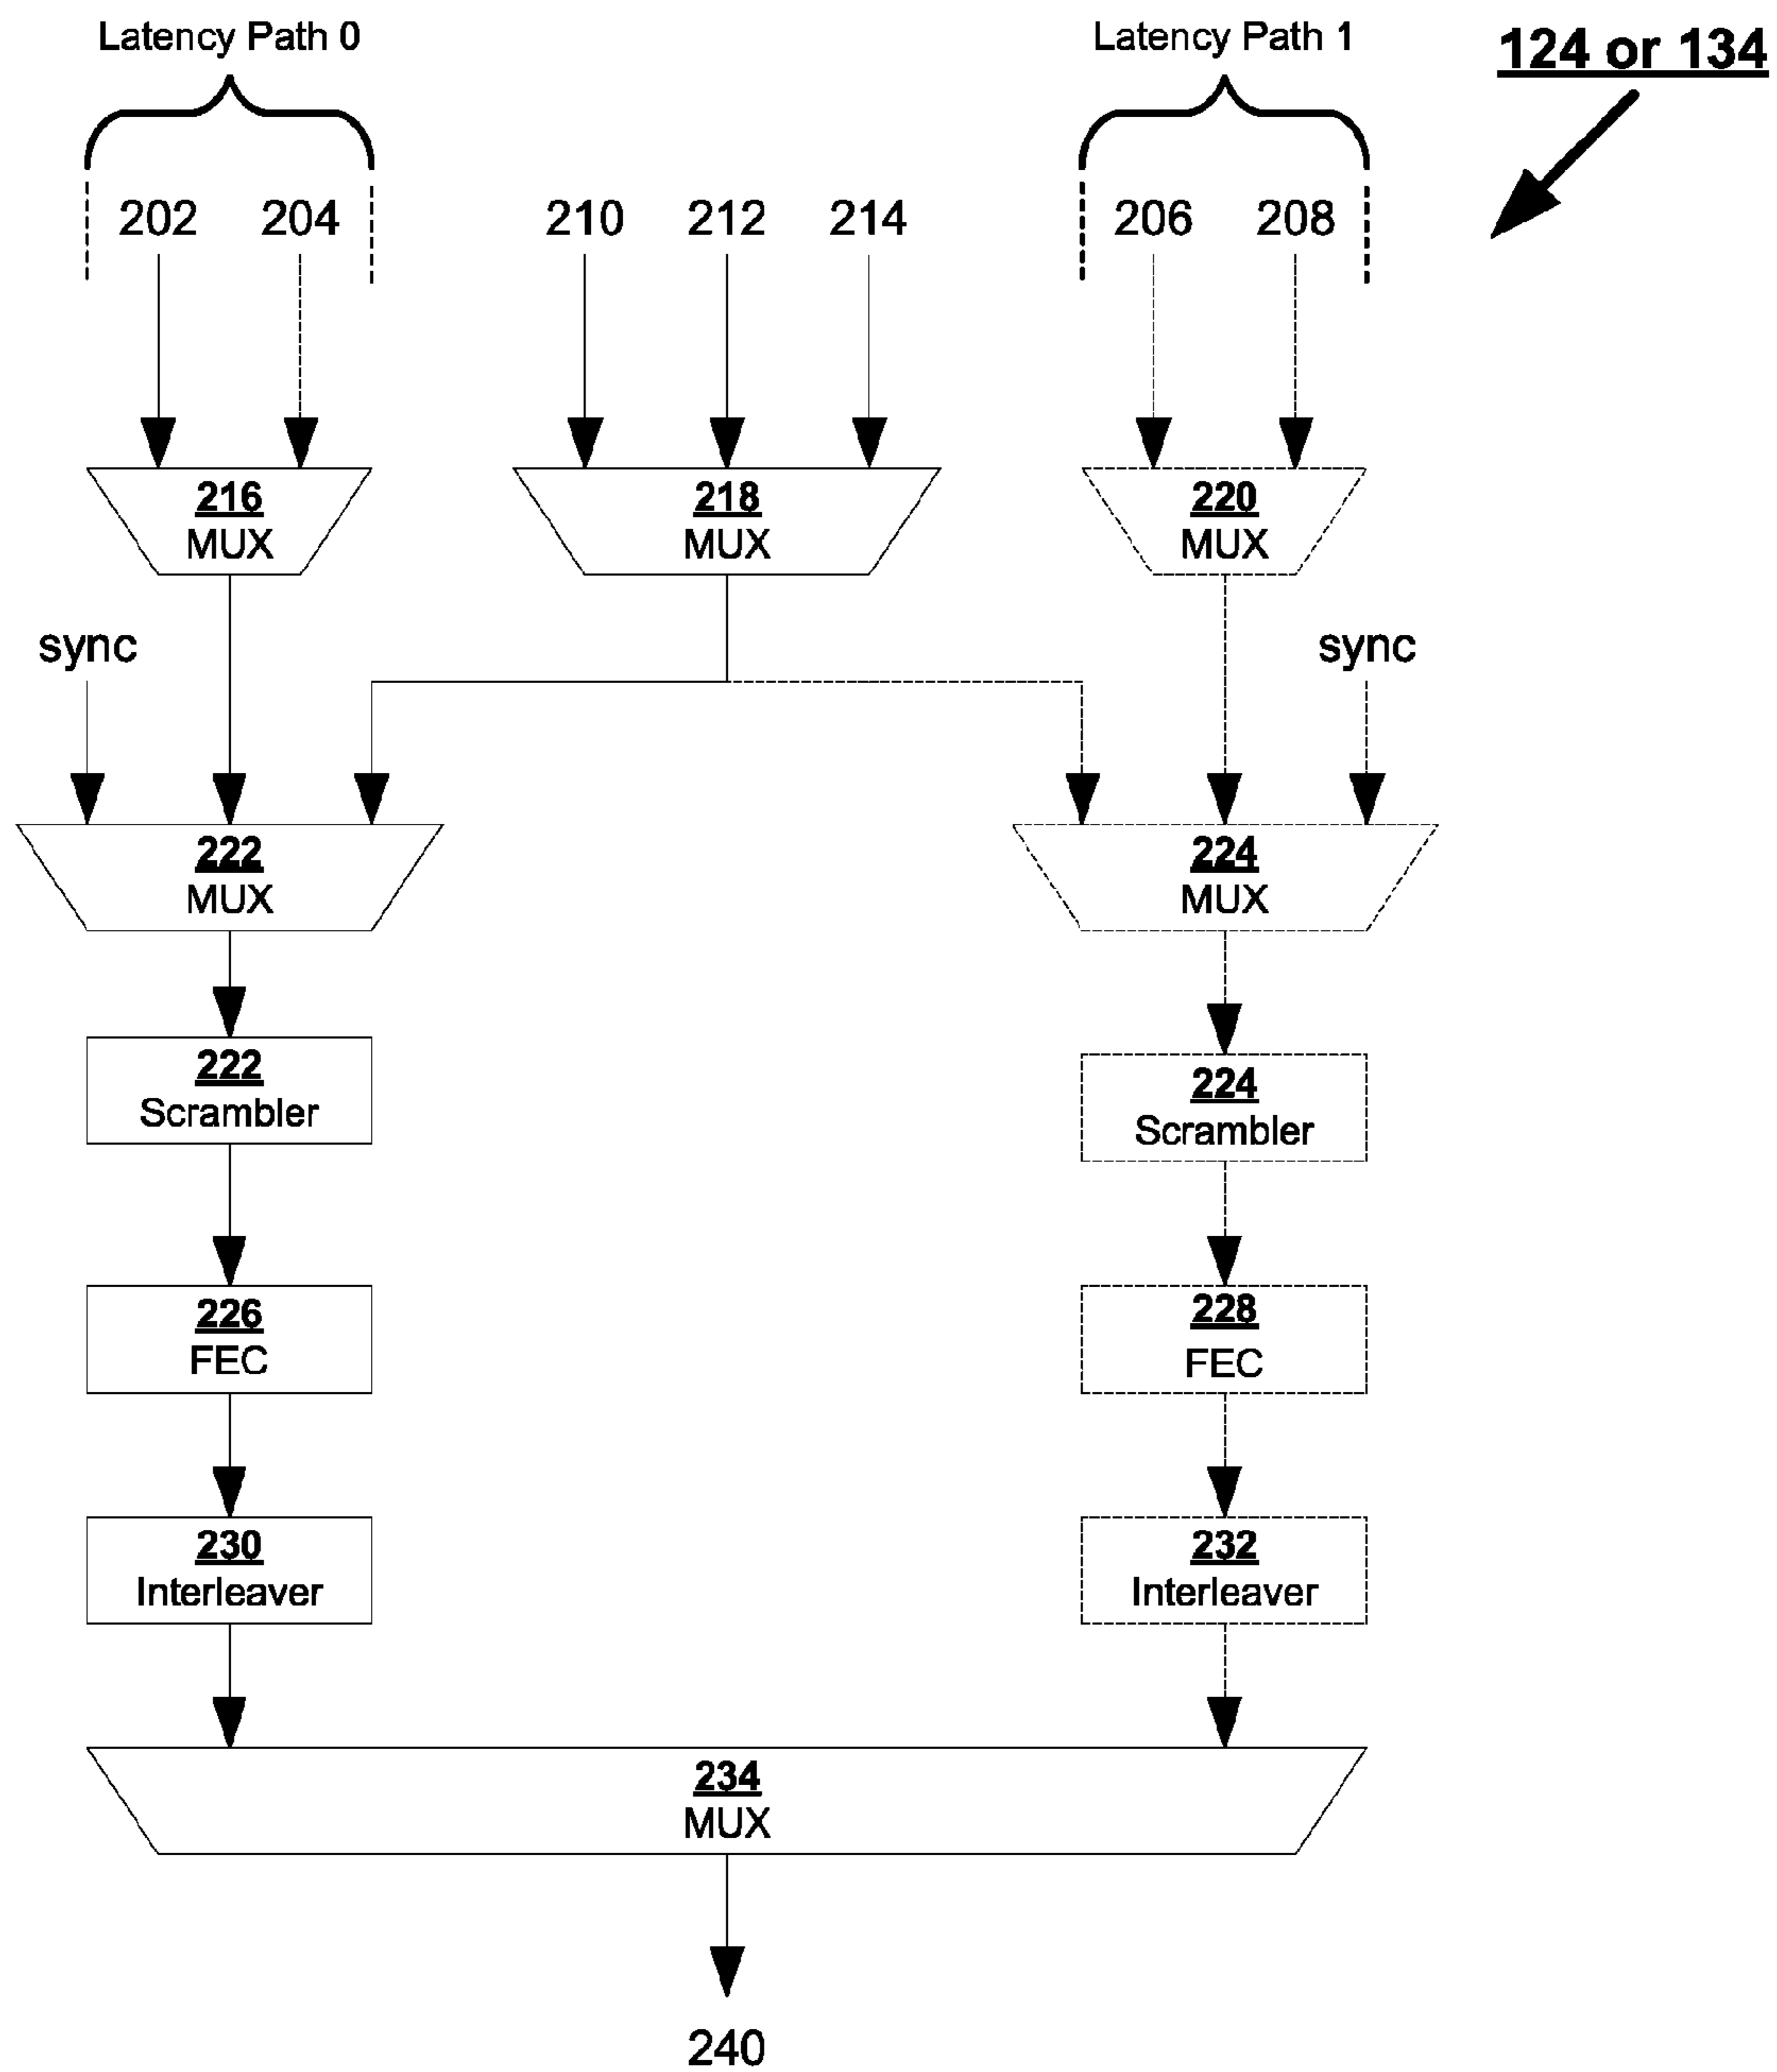 Latency Path 0
Latency Path 1
124 or 134
202
204
210
212
214
206
208
216
MUX
218
MUX
220
MUX
sync
sync
222
MUX
224
MUX
222
Scrambler
224
Scrambler
226
FEC
228
FEC
230
Interleaver
232
Interleaver
234
MUX
240